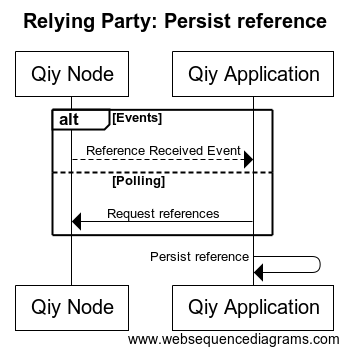 Relying Party: Persist reference
Qiy Node
Qiy Application
alt
[Events]
Reference Received Event
[Polling]
Request references
Persist reference
Qiy Node
Qiy Application
www.websequencediagrams.com